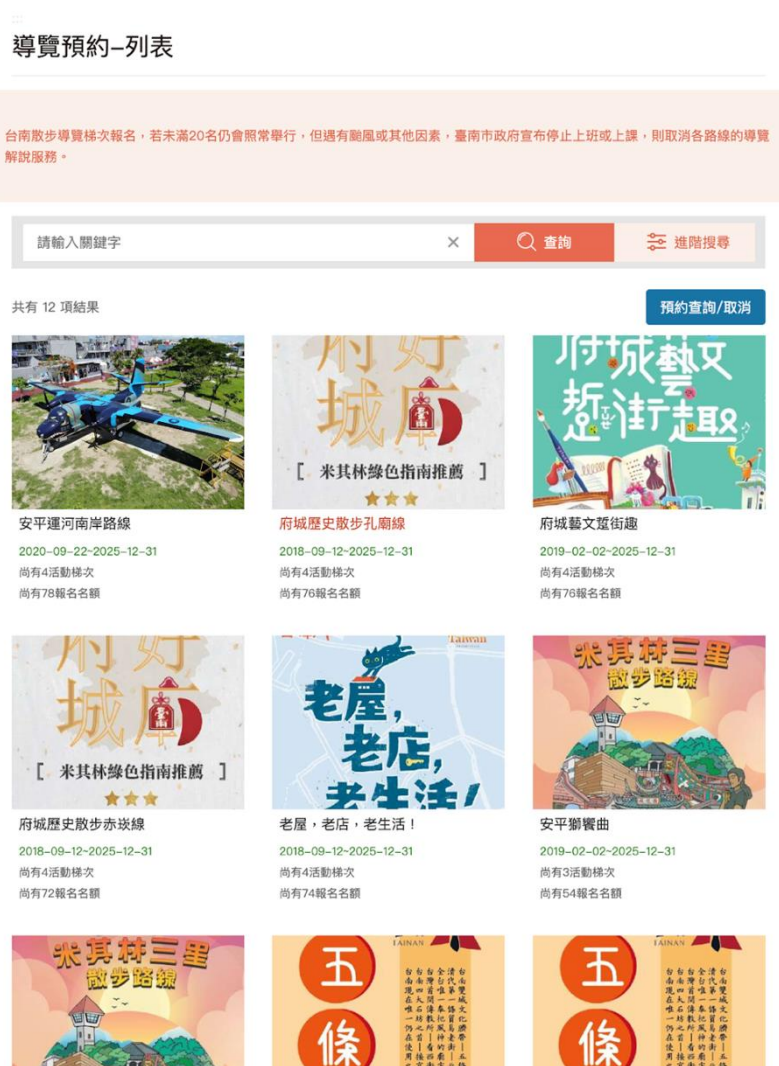 導覽預約–列表
台南散步導覽梯次報名，若未滿20名仍會照常舉行，但遇有颱風或其他因素，臺南市政府宣布停止上班或上課，則取消各路線的導覽
解說服務。
請輸入關鍵字
查詢
進階搜尋
共有 12 項結果
預約查詢/取消
安平運河南岸路線
2020-09-22~2025-12-31
尚有4活動梯次
尚有78報名名額
府好
城庙
臺南
[ 米其林綠色指南推薦 ]
府城歷史散步孔廟線
2018-09-12~2025-12-31
尚有4活動梯次
尚有76報名名額
府城藝文
踅街趣
府城藝文踅街趣
2019-02-02~2025-12-31
尚有4活動梯次
尚有76報名名額
府好
城庙
臺南
[ 米其林綠色指南推薦 ]
府城歷史散步赤崁線
2018-09-12~2025-12-31
尚有4活動梯次
尚有72報名名額
Taiwan
老屋,
老店,
老生活!
老屋，老店，老生活！
2018-09-12~2025-12-31
尚有4活動梯次
尚有74報名名額
米其林三星
散步路線
安平獅饗曲
2019-02-02~2025-12-31
尚有3活動梯次
尚有54報名名額
米其林三星
散步路線
TAINAN
五
條
TAINAN
五
條